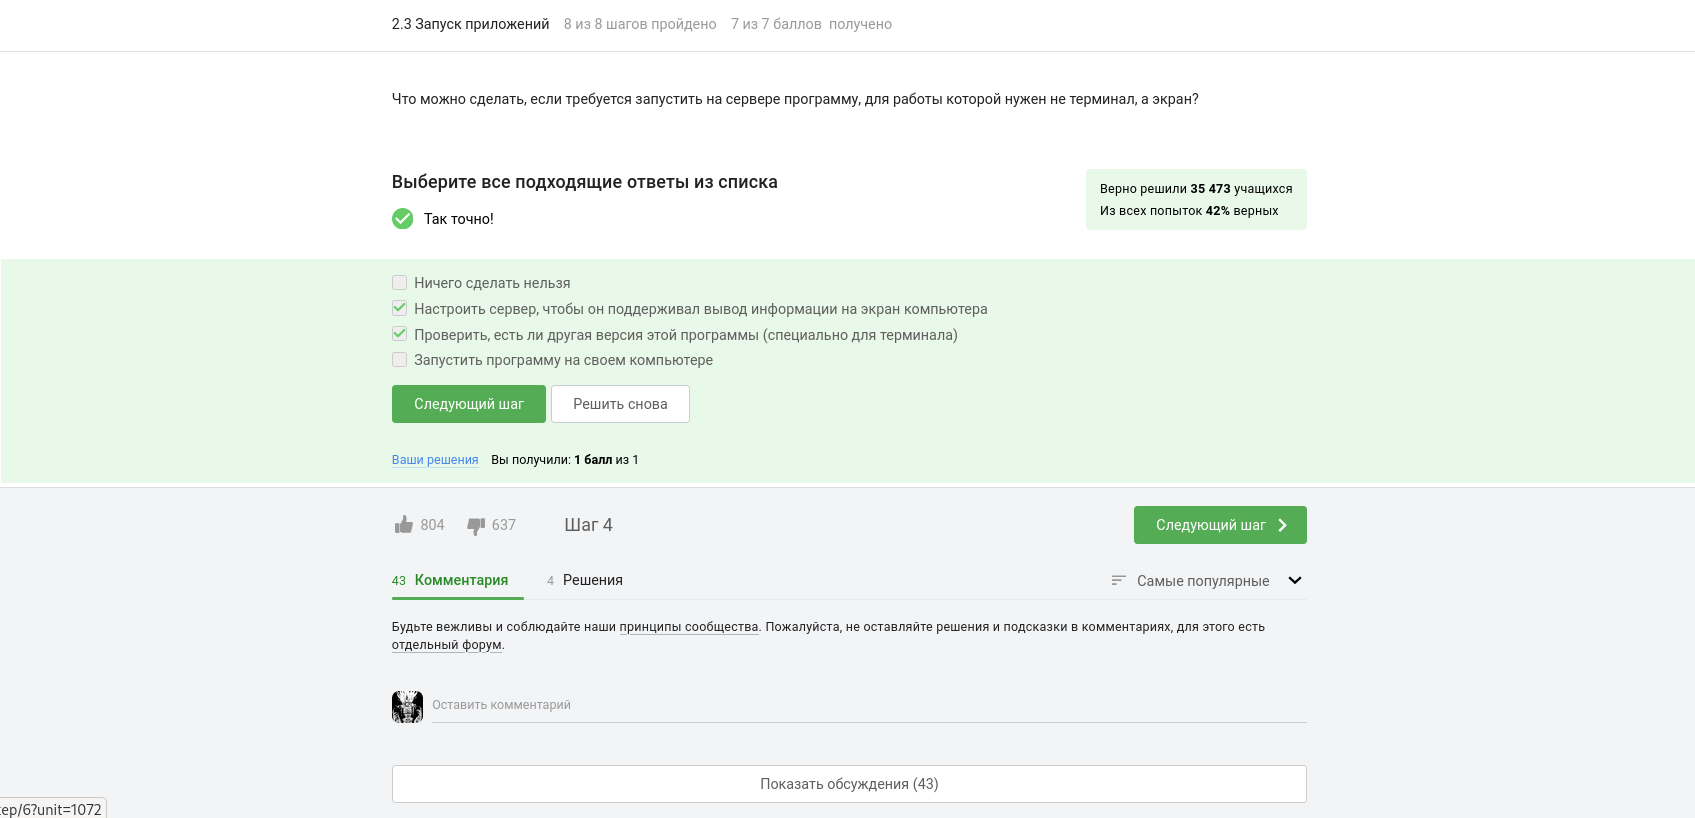 2.3 Запуск приложений 8 из 8 шагов пройдено 7 из 7 баллов получено
Что можно сделать, если требуется запустить на сервере программу, для работы которой нужен не терминал, а экран?
Выберите все подходящие ответы из списка
Верно решили 35 473 учащихся
Из всех попыток 42% верных
Так точно!
Ничего сделать нельзя
Настроить сервер, чтобы он поддерживал вывод информации на экран компьютера
Проверить, есть ли другая версия этой программы (специально для терминала)
Запустить программу на своем компьютере
Следующий шаг Решить снова
Ваши решения Вы получили: 1 балл из 1
804 637 Шаг 4 Следующий шаг
43 Комментария 4 Решения Самые популярные
Будьте вежливы и соблюдайте наши принципы сообщества. Пожалуйста, не оставляйте решения и подсказки в комментариях, для этого есть
отдельный форум.
Оставить комментарий
Показать обсуждения (43)
ep/6?unit=1072